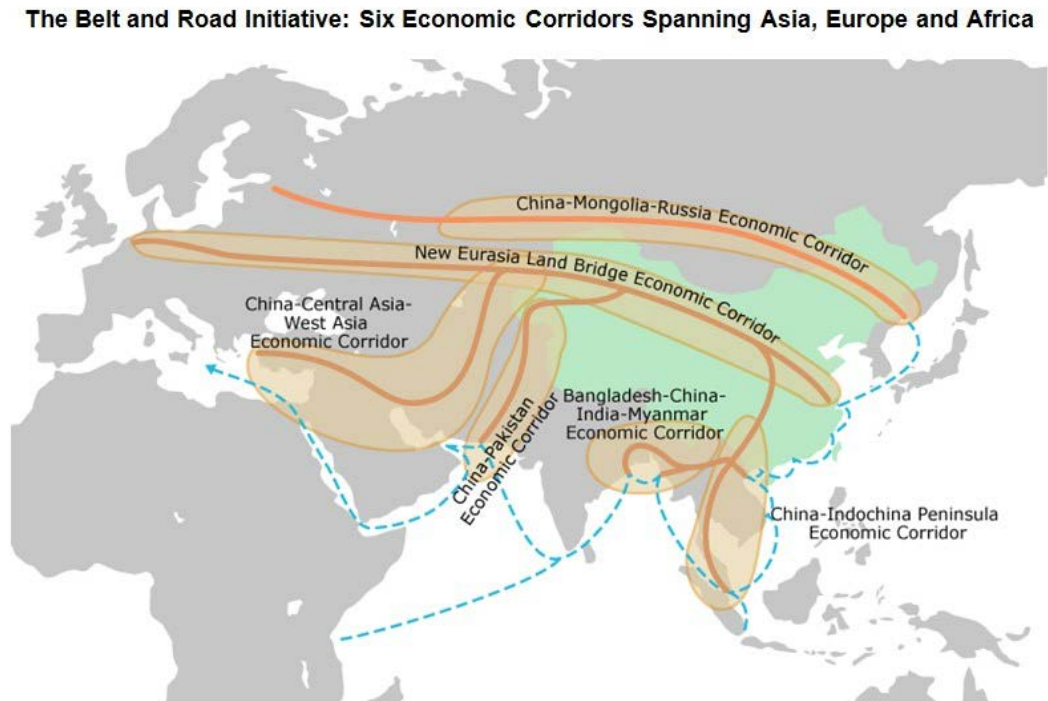 The Belt and Road Initiative: Six Economic Corridors Spanning Asia, Europe and Africa
China-Mongolia-Russia Economic Corridor
New Eurasia Land Bridge Economic Corridor
China-Central Asia-
West Asia
Economic Corridor
China-Pakistan
Economic Corridor
Bangladesh-China-
India-Myanmar
Economic Corridor
China-Indochina Peninsula
Economic Corridor